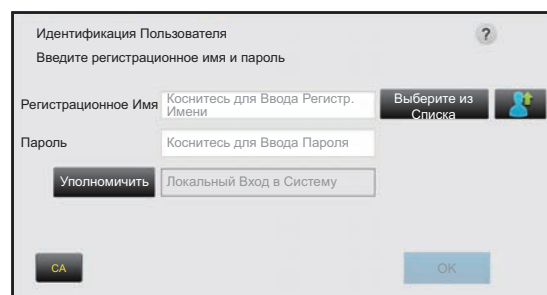 Идентификация Пользователя
?
Введите регистрационное имя и пароль
Регистрационное Имя
Коснитесь для Ввода Регистр.
Имени
Выберите из
Списка
Пароль
Коснитесь для Ввода Пароля
Уполномичить
Локальный Вход в Систему
CA
OK